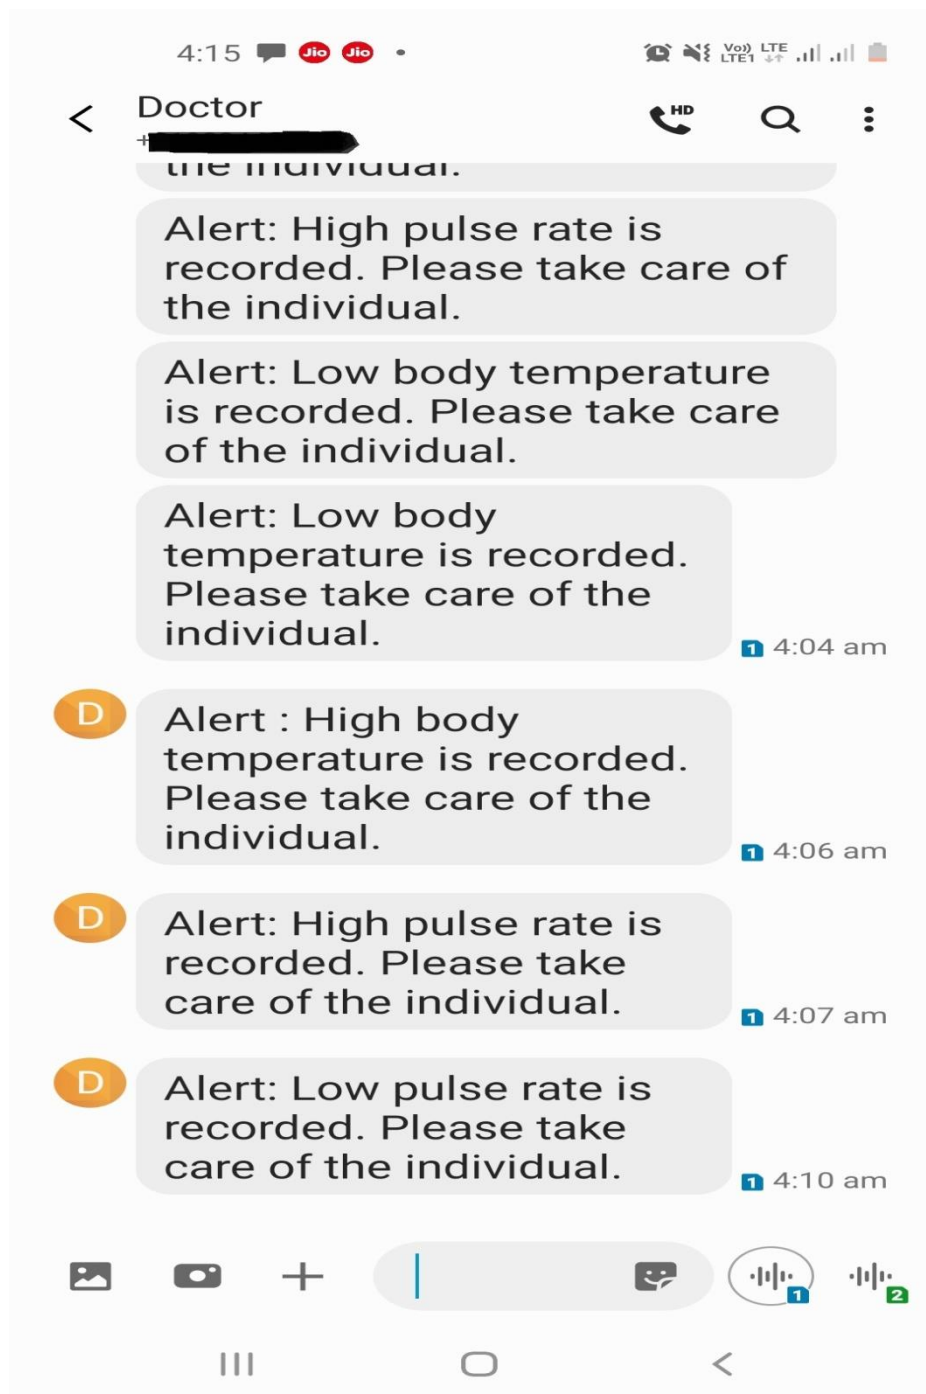 4:15 Jio Jio Vo)) LTE1 LTE
Doctor
+
the individual.
Alert: High pulse rate is
recorded. Please take care of
the individual.
Alert: Low body temperature
is recorded. Please take care
of the individual.
Alert: Low body
temperature is recorded.
Please take care of the
individual.
1 4:04 am
D
Alert : High body
temperature is recorded.
Please take care of the
individual.
1 4:06 am
D
Alert: High pulse rate is
recorded. Please take
care of the individual.
1 4:07 am
D
Alert: Low pulse rate is
recorded. Please take
care of the individual.
1 4:10 am
1 2